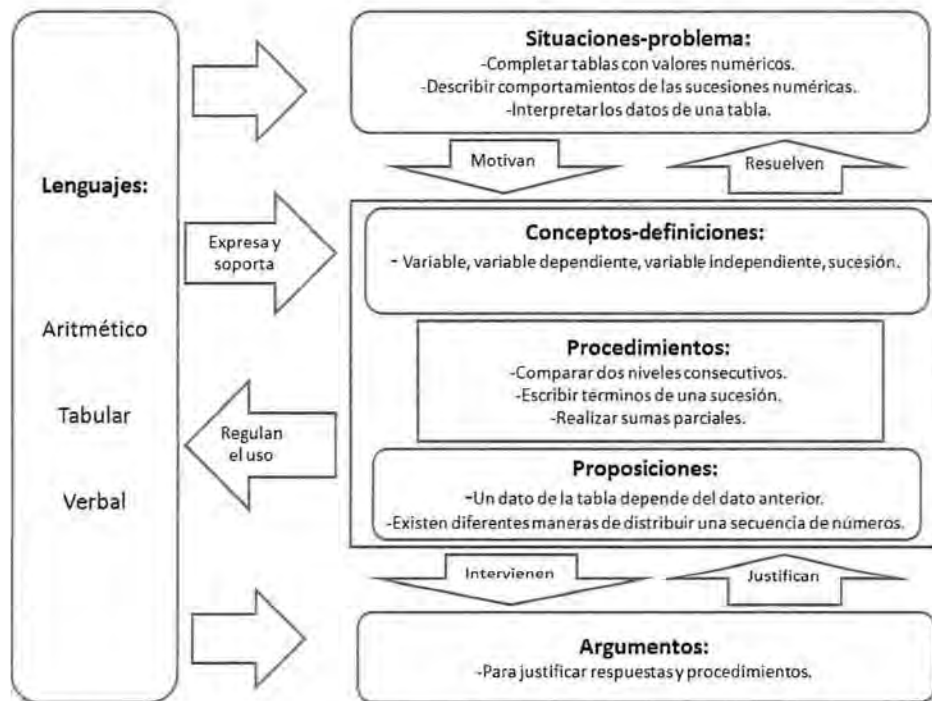 Lenguajes:
Aritmético
Tabular
Verbal
Expresa y
soporta
Regulan
el uso
Situaciones-problema:
-Completar tablas con valores numéricos.
-Describir comportamientos de las sucesiones numéricas.
-Interpretar los datos de una tabla.
Motivan
Resuelven
Conceptos-definiciones:
- Variable, variable dependiente, variable independiente, sucesión.
Procedimientos:
-Comparar dos niveles consecutivos.
-Escribir términos de una sucesión.
-Realizar sumas parciales.
Proposiciones:
-Un dato de la tabla depende del dato anterior.
-Existen diferentes maneras de distribuir una secuencia de números.
Intervienen
Justifican
Argumentos:
-Para justificar respuestas y procedimientos.